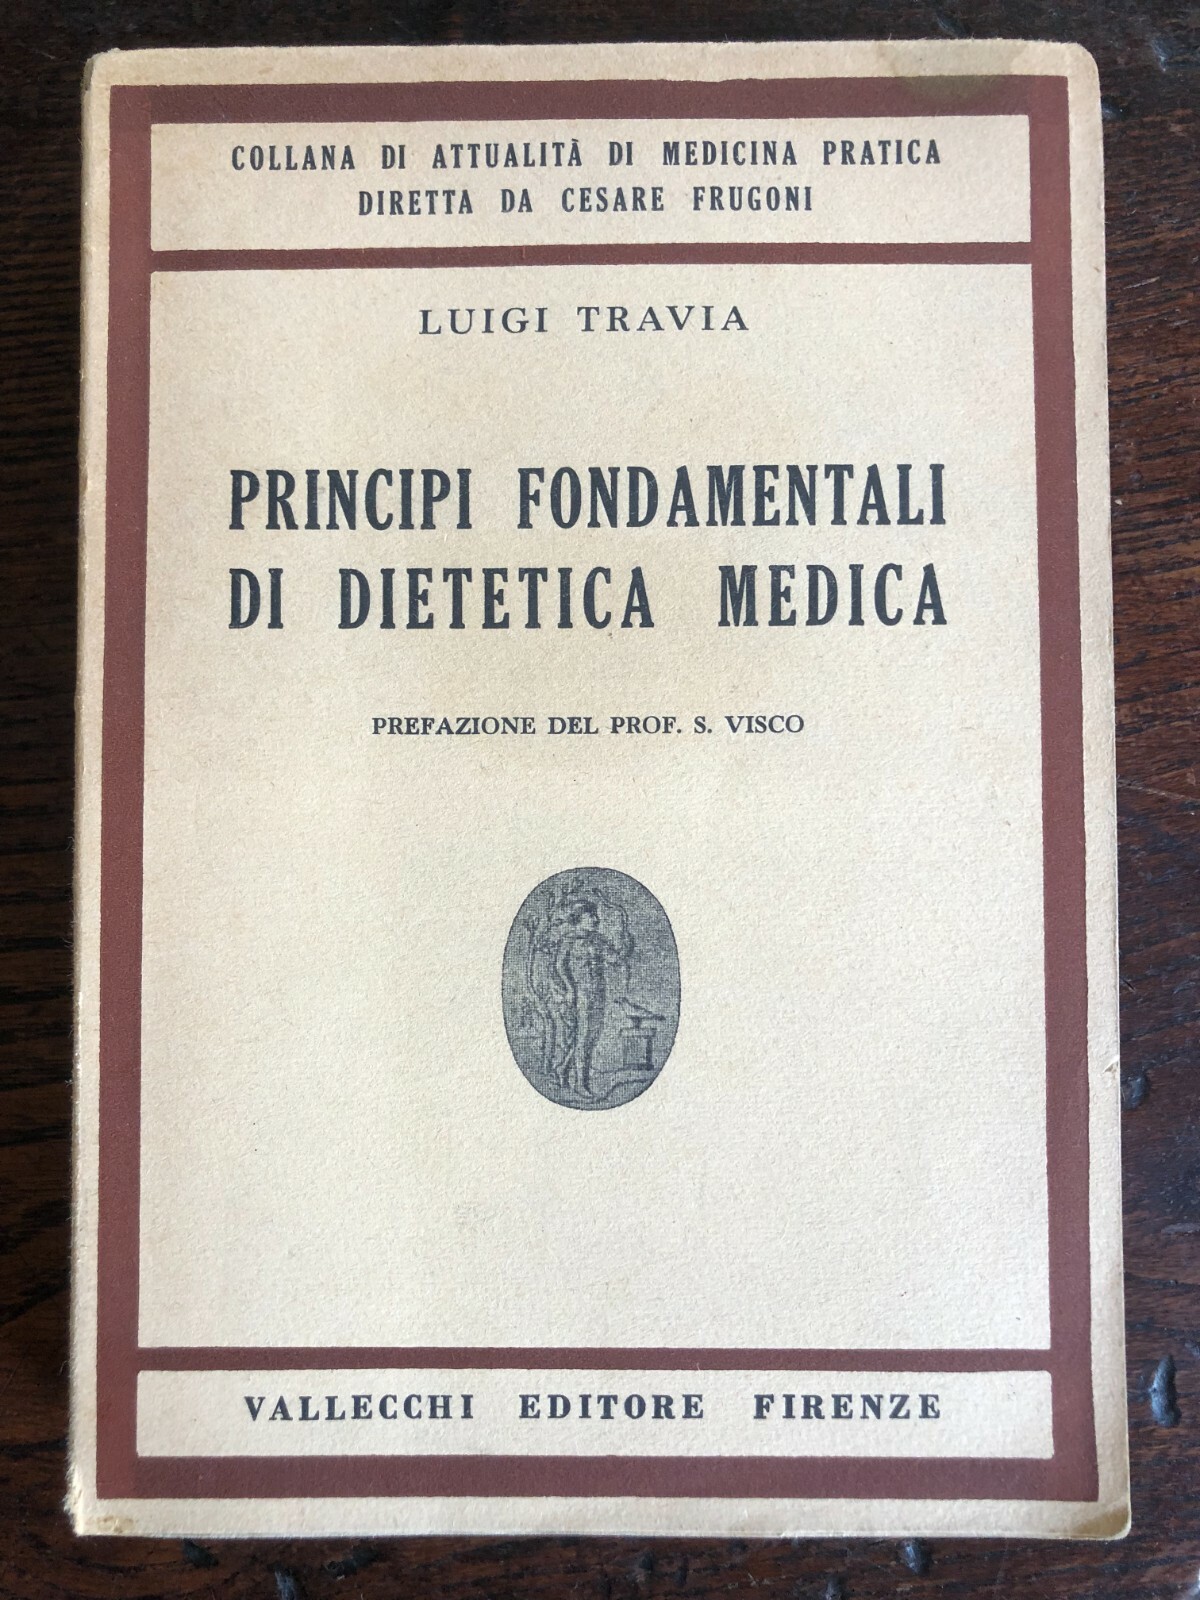 COLLANA DI ATTUALITÀ DI MEDICINA PRATICA
DIRETTA DA CESARE FRUGONI
LUIGI TRAVIA
PRINCIPI FONDAMENTALI
DI DIETETICA MEDICA
PREFAZIONE DEL PROF. S. VISCO
VALLECCHI EDITORE FIRENZE